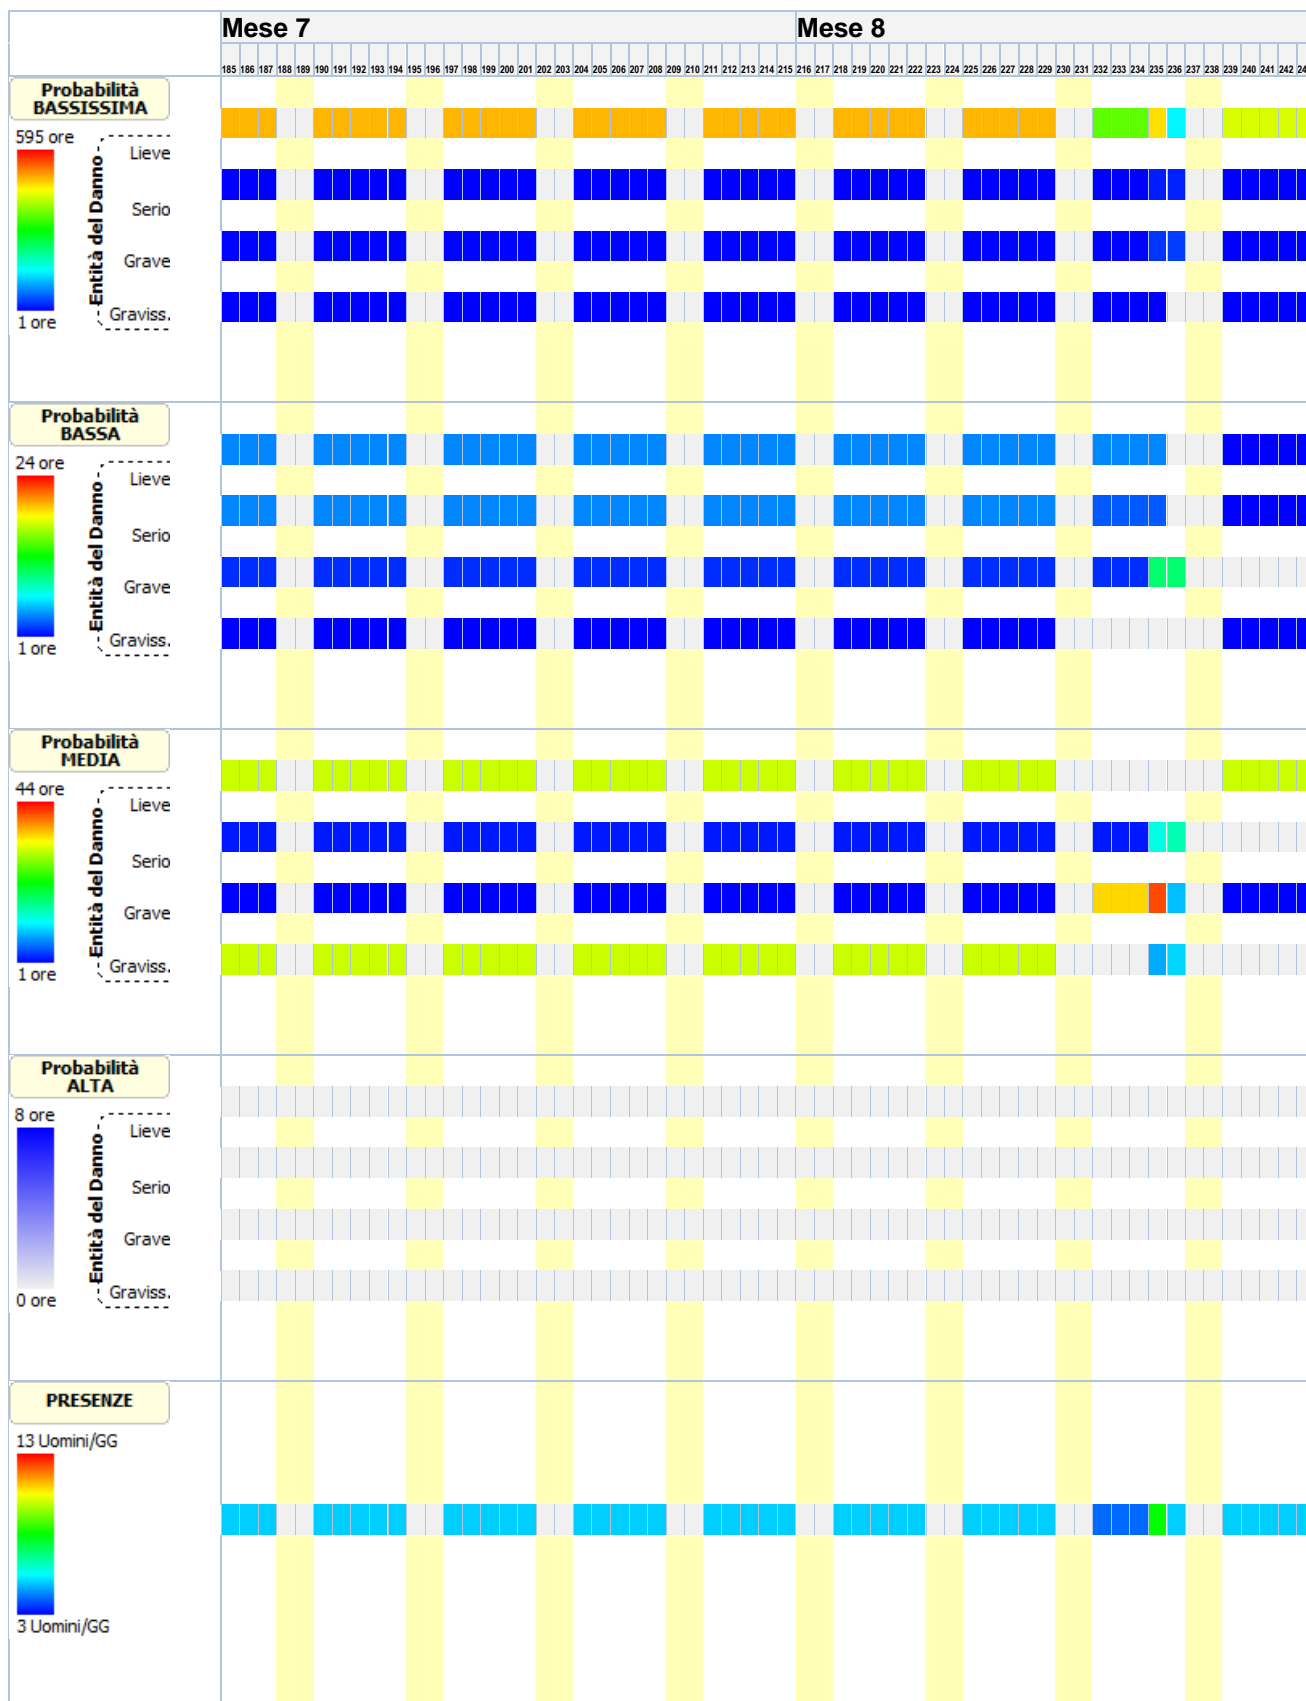 Mese 7 Mese 8
185 186 187 188 189 190 191 192 193 194 195 196 197 198 199 200 201 202 203 204 205 206 207 208 209 210 211 212 213 214 215 216 217 218 219 220 221 222 223 224 225 226 227 228 229 230 231 232 233 234 235 236 237 238 239 240 241 242
Probabilità
BASSISSIMA
595 ore
Entità del Danno
Lieve
Serio
Grave
Graviss.
1 ore
Probabilità
BASSA
24 ore
Entità del Danno
Lieve
Serio
Grave
Graviss.
1 ore
Probabilità
MEDIA
44 ore
Entità del Danno
Lieve
Serio
Grave
Graviss.
1 ore
Probabilità
ALTA
8 ore
Entità del Danno
Lieve
Serio
Grave
Graviss.
0 ore
PRESENZE
13 Uomini/GG
3 Uomini/GG